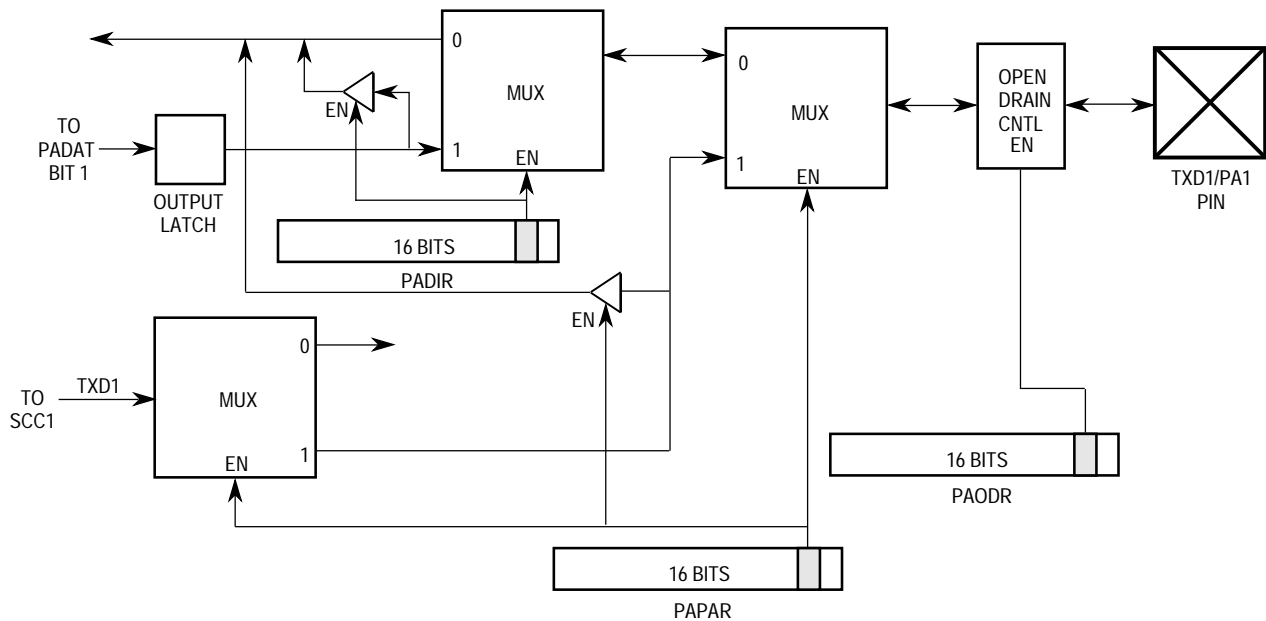 0
MUX
1
EN
EN
TO
PADAT
BIT 1
OUTPUT
LATCH
16 BITS
PADIR
0
MUX
1
EN
OPEN
DRAIN
CNTL
EN
TXD1/PA1
PIN
EN
TO
SCC1
TXD1
0
MUX
1
EN
16 BITS
PAODR
16 BITS
PAPAR